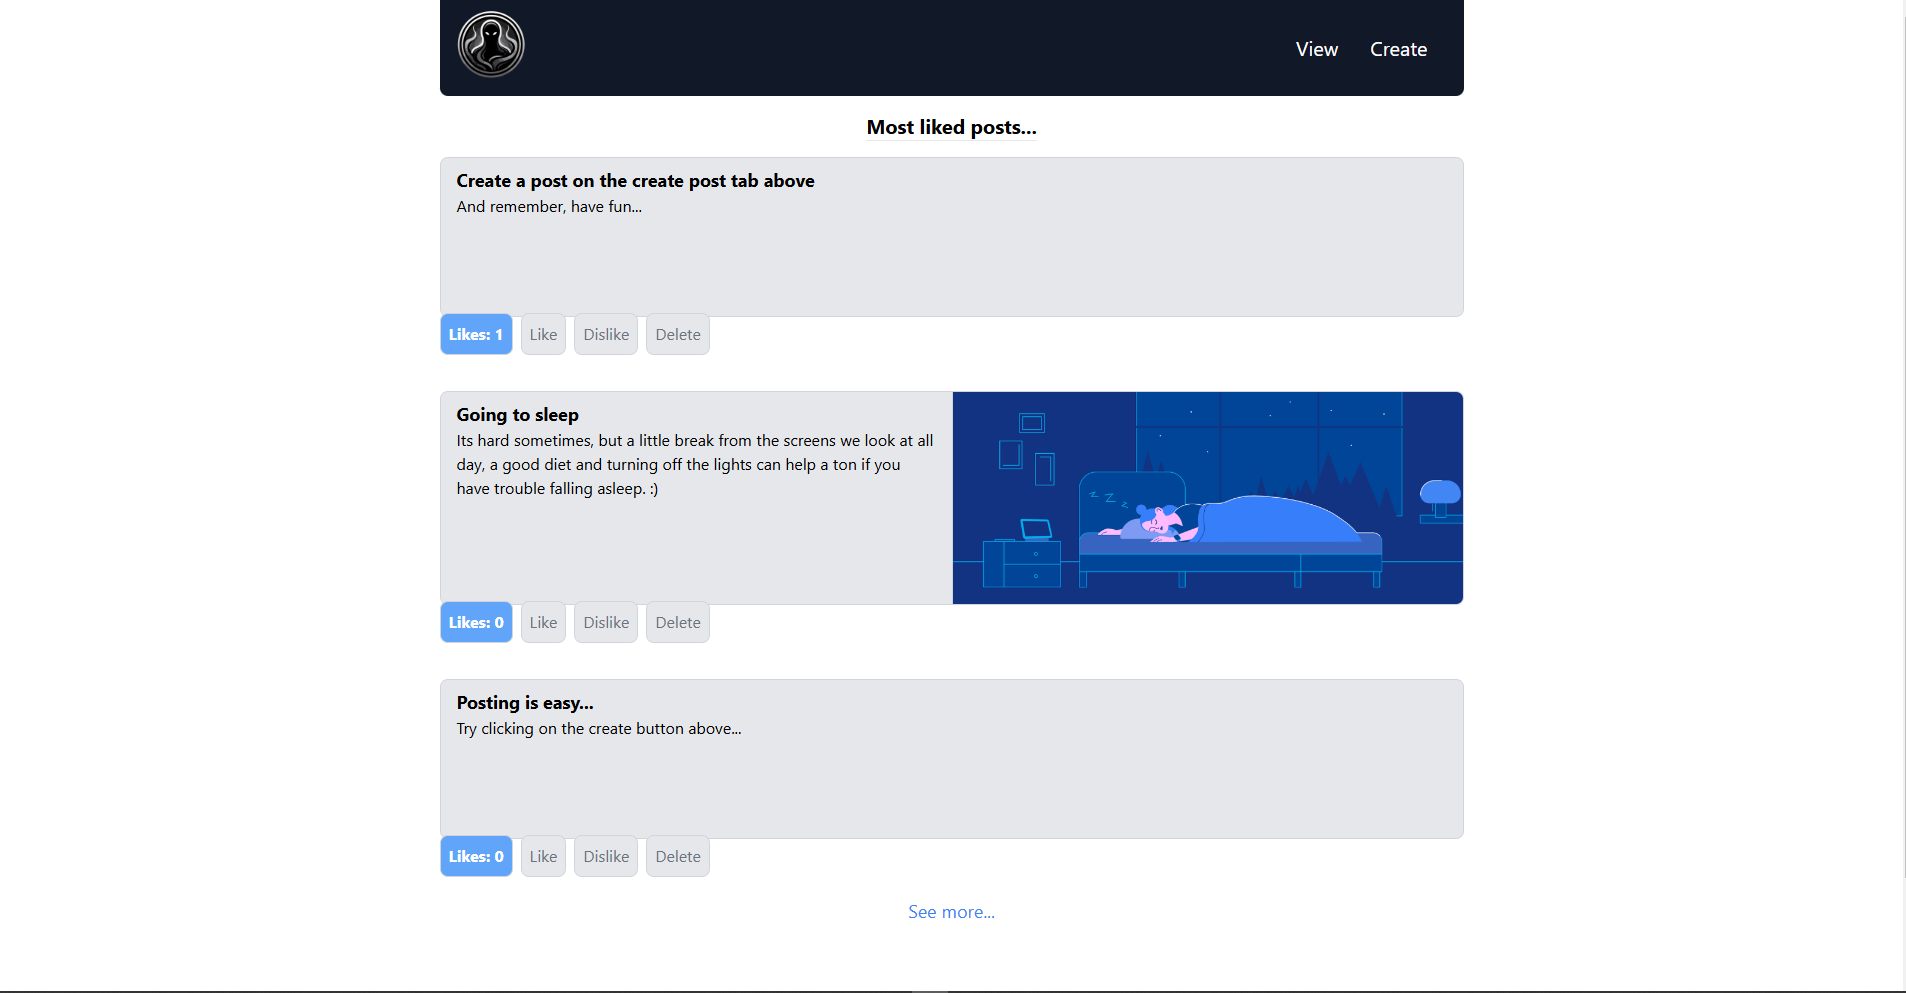 View Create
Most liked posts...
Create a post on the create post tab above
And remember, have fun...
Likes: 1 Like Dislike Delete
Going to sleep
Its hard sometimes, but a little break from the screens we look at all
day, a good diet and turning off the lights can help a ton if you
have trouble falling asleep. :)
z z z
Likes: 0 Like Dislike Delete
Posting is easy...
Try clicking on the create button above...
Likes: 0 Like Dislike Delete
See more...